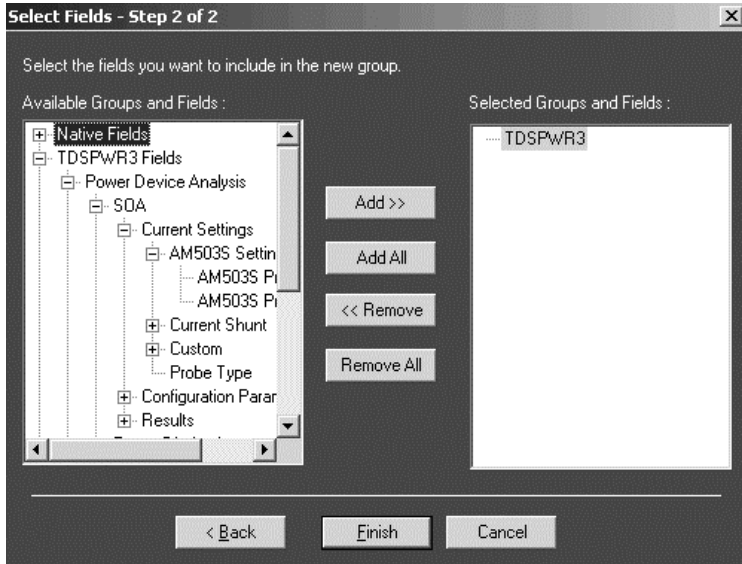 Select Fields - Step 2 of 2
Select the fields you want to include in the new group.
Available Groups and Fields :
Native Fields
TDSPWR3 Fields
Power Device Analysis
SOA
Current Settings
AM503S Settin
AM503S Pr
AM503S Pr
Current Shunt
Custom
Probe Type
Configuration Parar
Results
Add >>
Add All
<< Remove
Remove All
Selected Groups and Fields :
TDSPWR3
< Back
Finish
Cancel